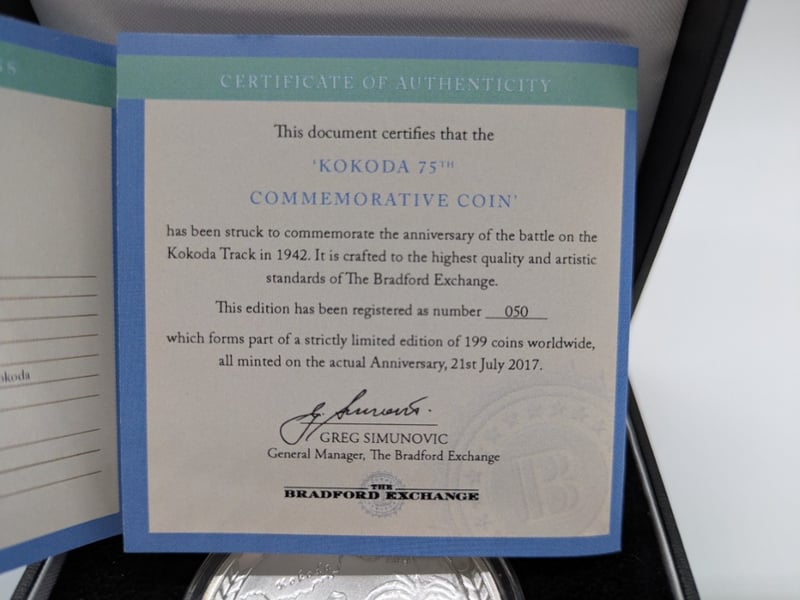 CERTIFICATE OF AUTHENTICITY
This document certifies that the
'KOKODA 75TH
COMMEMORATIVE COIN'
has been struck to commemorate the anniversary of the battle on the
Kokoda Track in 1942. It is crafted to the highest quality and artistic
standards of The Bradford Exchange.
This edition has been registered as number 050
which forms part of a strictly limited edition of 199 coins worldwide,
all minted on the actual Anniversary, 21st July 2017.
GREG SIMUNOVIC
General Manager, The Bradford Exchange
THE
BRADFORD EXCHANGE
Kokoda